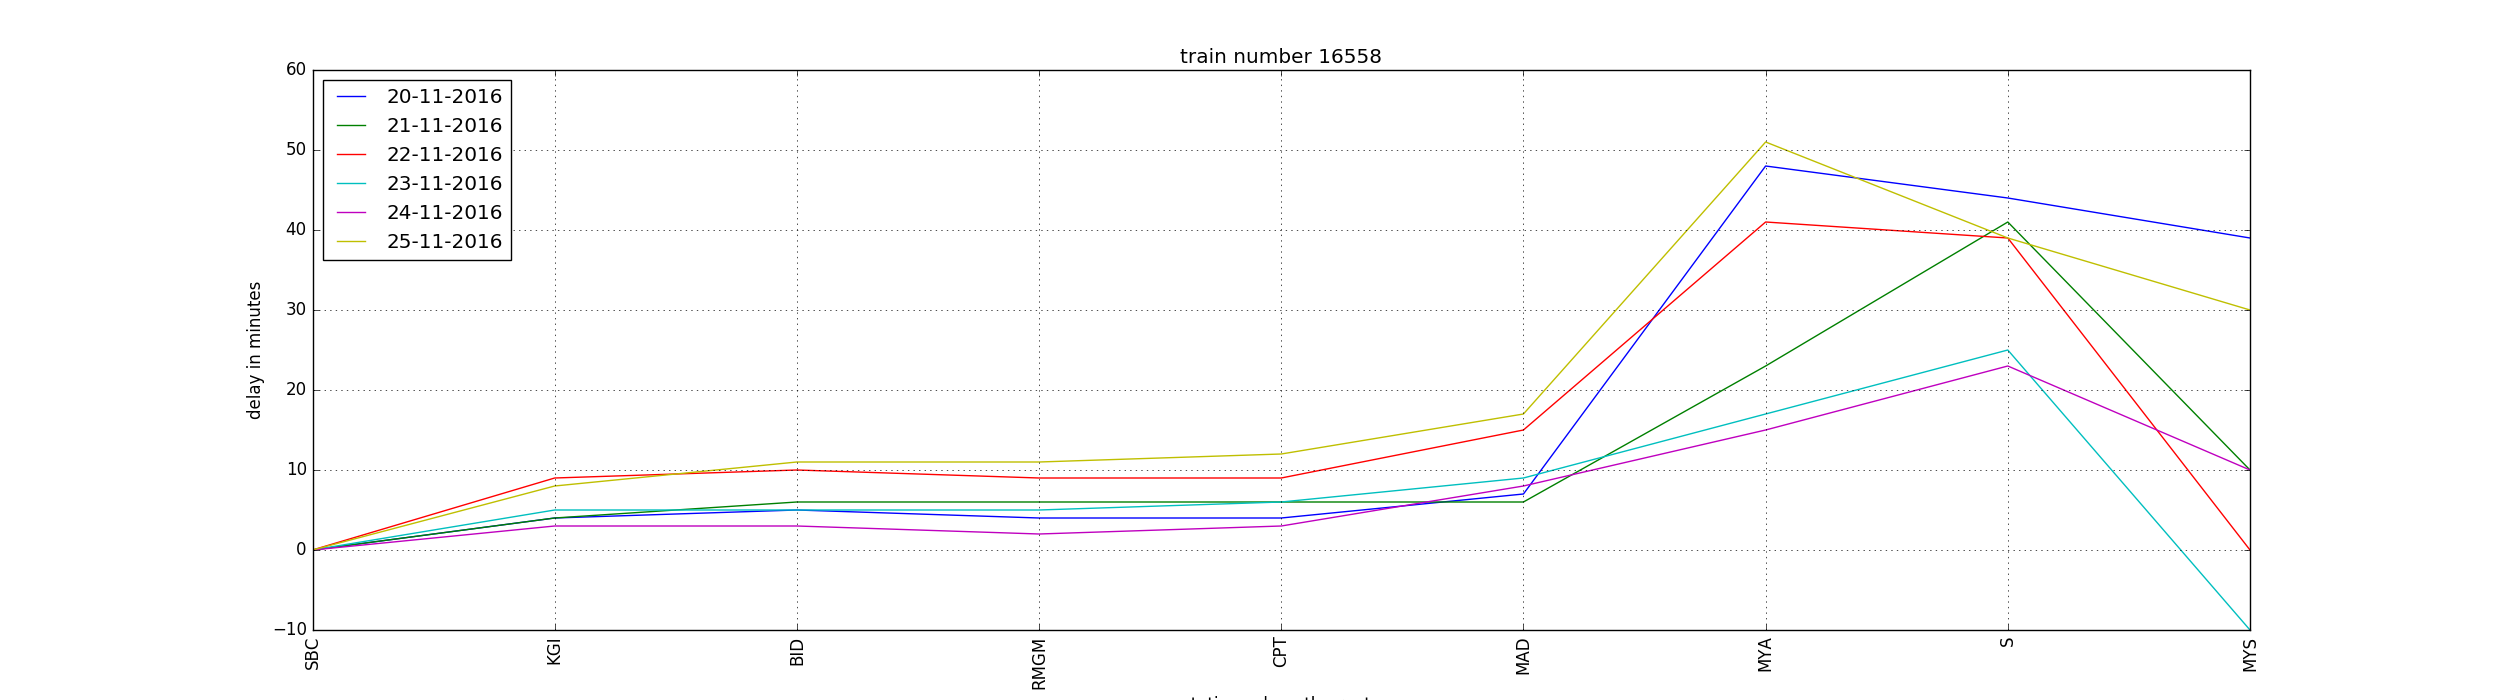 train number 16558
60
50
40
30
20
10
0
−10
delay in minutes
20-11-2016
21-11-2016
22-11-2016
23-11-2016
24-11-2016
25-11-2016
SBC
KGI
BID
RMGM
CPT
MAD
MYA
S
MYS